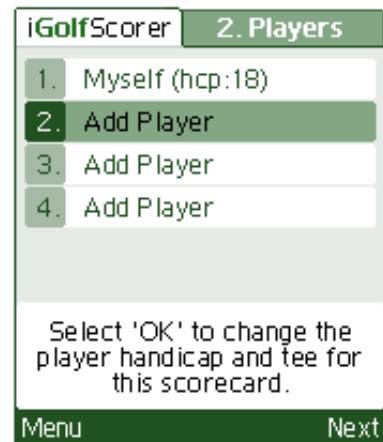 iGolfScorer 2. Players
1. Myself (hcp:18)
2. Add Player
3. Add Player
4. Add Player
Select 'OK' to change the
player handicap and tee for
this scorecard.
Menu Next